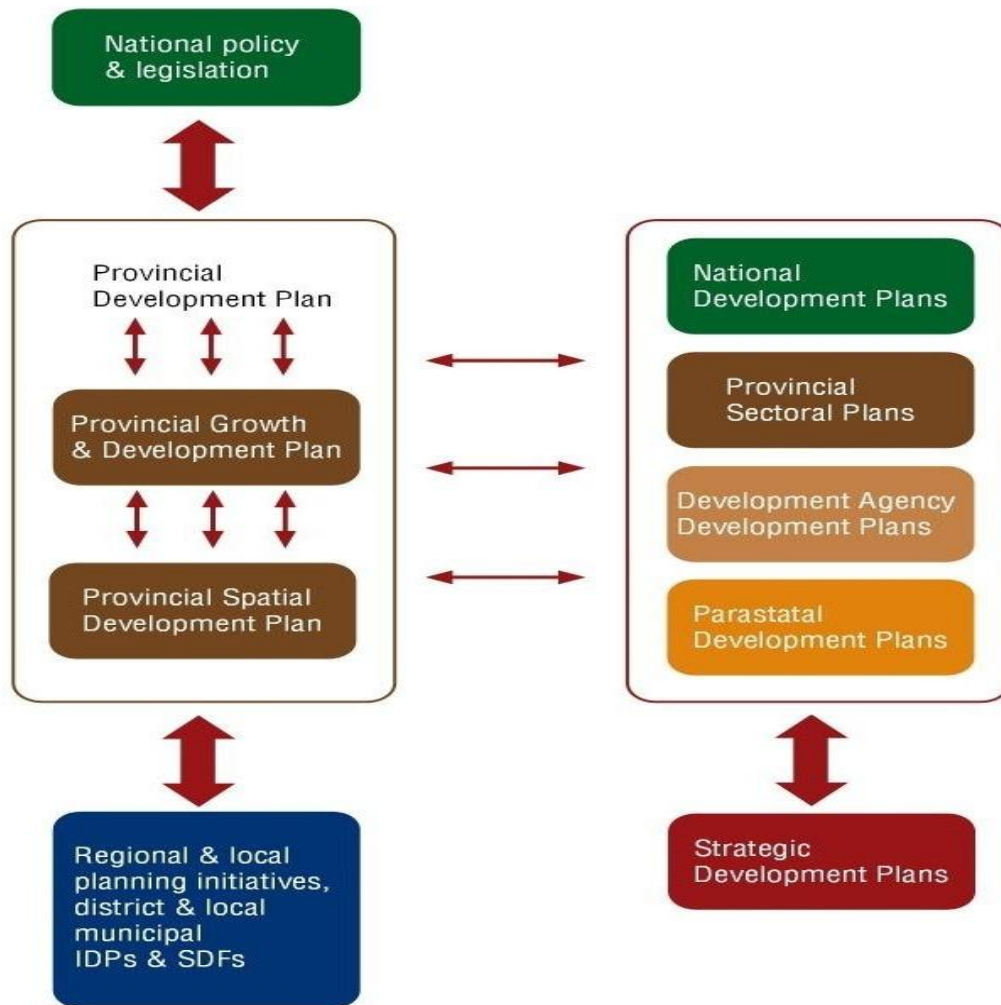 National policy
& legislation
Provincial
Development Plan
Provincial Growth
& Development Plan
Provincial Spatial
Development Plan
Regional & local
planning initiatives,
district & local
municipal
IDPs & SDFs
National
Development Plans
Provincial
Sectoral Plans
Development Agency
Development Plans
Parastatal
Development Plans
Strategic
Development Plans